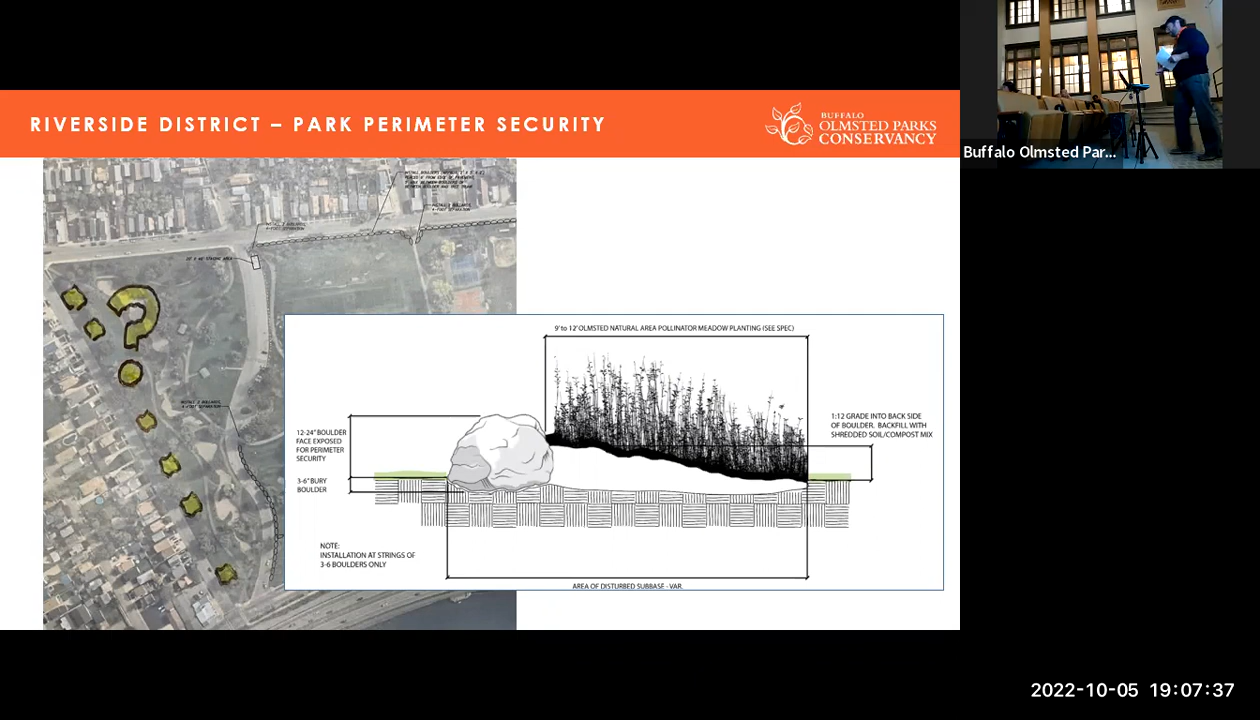 RIVERSIDE DISTRICT – PARK PERIMETER SECURITY
BUFFALO
OLMSTED PARKS
CONSERVANCY
Buffalo Olmsted Par...
9' to 12' OLMSTED NATURAL AREA POLLINATOR MEADOW PLANTING (SEE SPEC)
12-24" BOULDER
FACE EXPOSED
FOR PERIMETER
SECURITY
3-6" BURY
BOULDER
1:12 GRADE INTO BACK SIDE
OF BOULDER. BACKFILL WITH
SHREDDED SOIL/COMPOST MIX
NOTE:
INSTALLATION AT STRINGS OF
3-6 BOULDERS ONLY
AREA OF DISTURBED SUBBASE - VAR.
?
2022-10-05 19:07:37